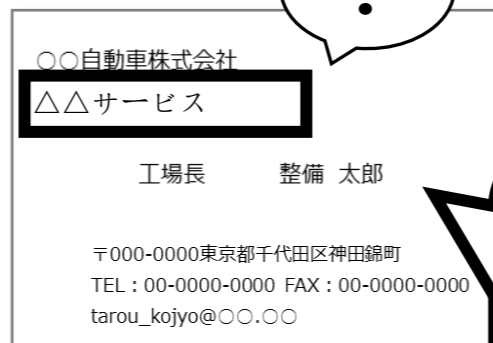 ○○自動車株式会社
△△サービス
工場長 整備 太郎
〒000-0000東京都千代田区神田錦町
TEL：00-0000-0000 FAX：00-0000-0000
tarou_kojyo@○○.○○